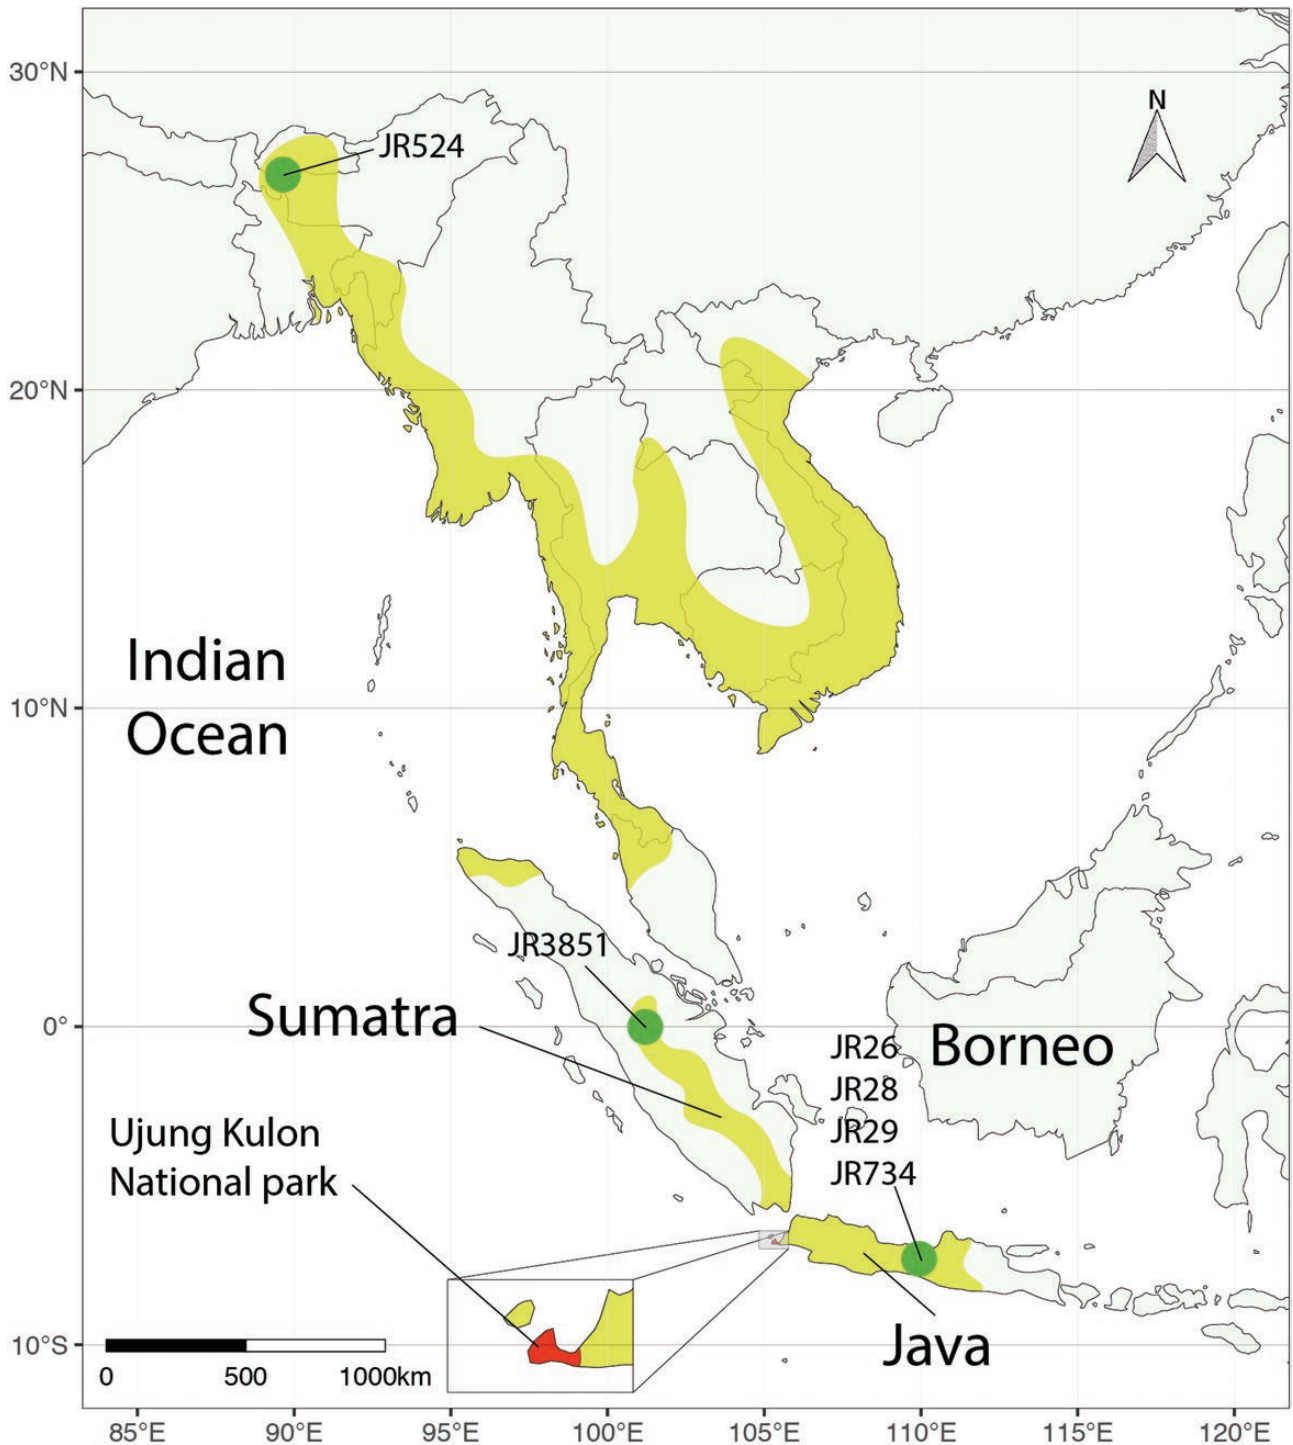 30°N
N
JR524
20°N
Indian
Ocean
10°N
JR3851
Sumatra
0°
JR26
Borneo
JR28
JR29
JR734
Ujung Kulon
National park
Java
10°S
0
500
1000km
85°E
90°E
95°E
100°E
105°E
110°E
115°E
120°E